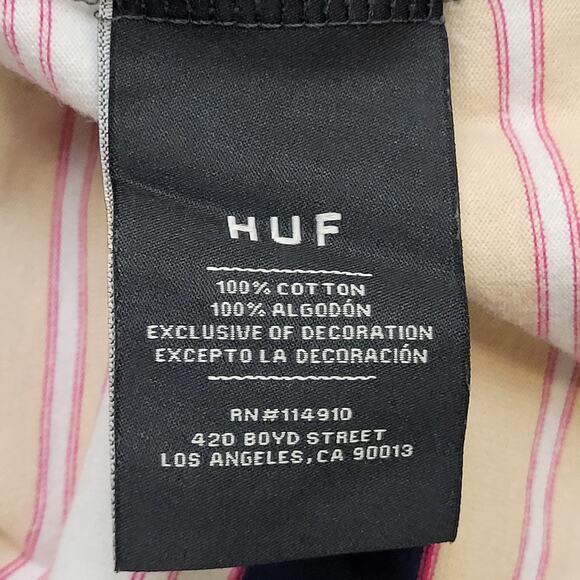 HUF
100% COTTON
100% ALGODÓN
EXCLUSIVE OF DECORATION
EXCEPTO LA DECORACIÓN
RN#114910
420 BOYD STREET
LOS ANGELES, CA 90013